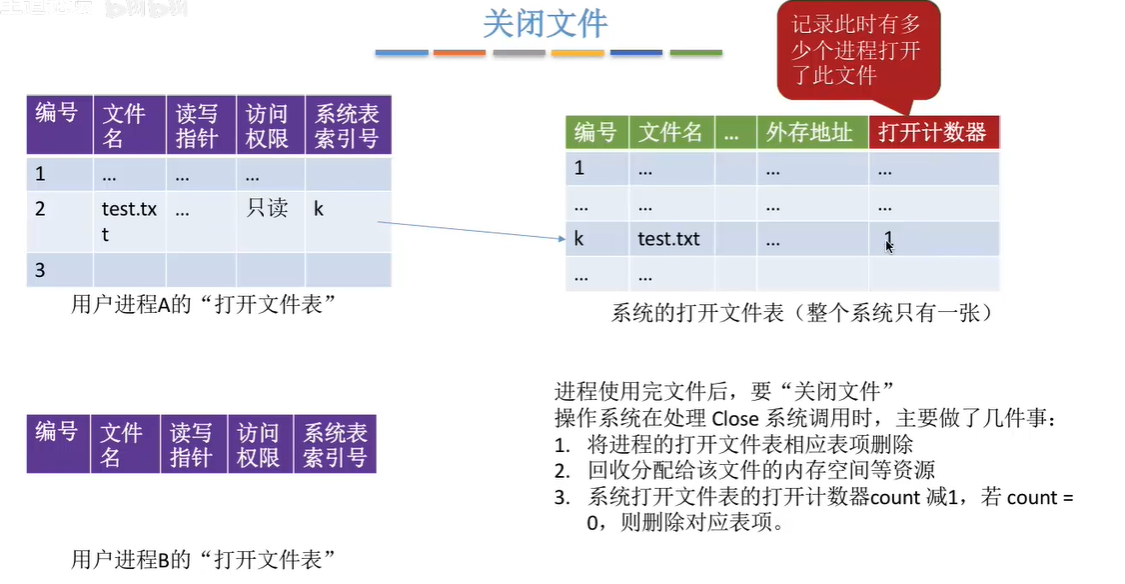 关闭文件
记录此时有多
少个进程打开
了此文件
编号 文件名 读写指针 访问权限 系统表索引号
1 ... ... ...
2 test.txt ... 只读 k
3
用户进程A的“打开文件表”
编号 文件名 ... 外存地址 打开计数器
1 ... ... ...
... ... ... ...
k test.txt ... 1
... ...
系统的打开文件表（整个系统只有一张）
进程使用完文件后，要“关闭文件”
操作系统在处理 Close 系统调用时，主要做了几件事：
1. 将进程的打开文件表相应表项删除
2. 回收分配给该文件的内存空间等资源
3. 系统打开文件表的打开计数器count 减1，若 count =
0，则删除对应表项。
编号 文件名 读写指针 访问权限 系统表索引号
用户进程B的“打开文件表”